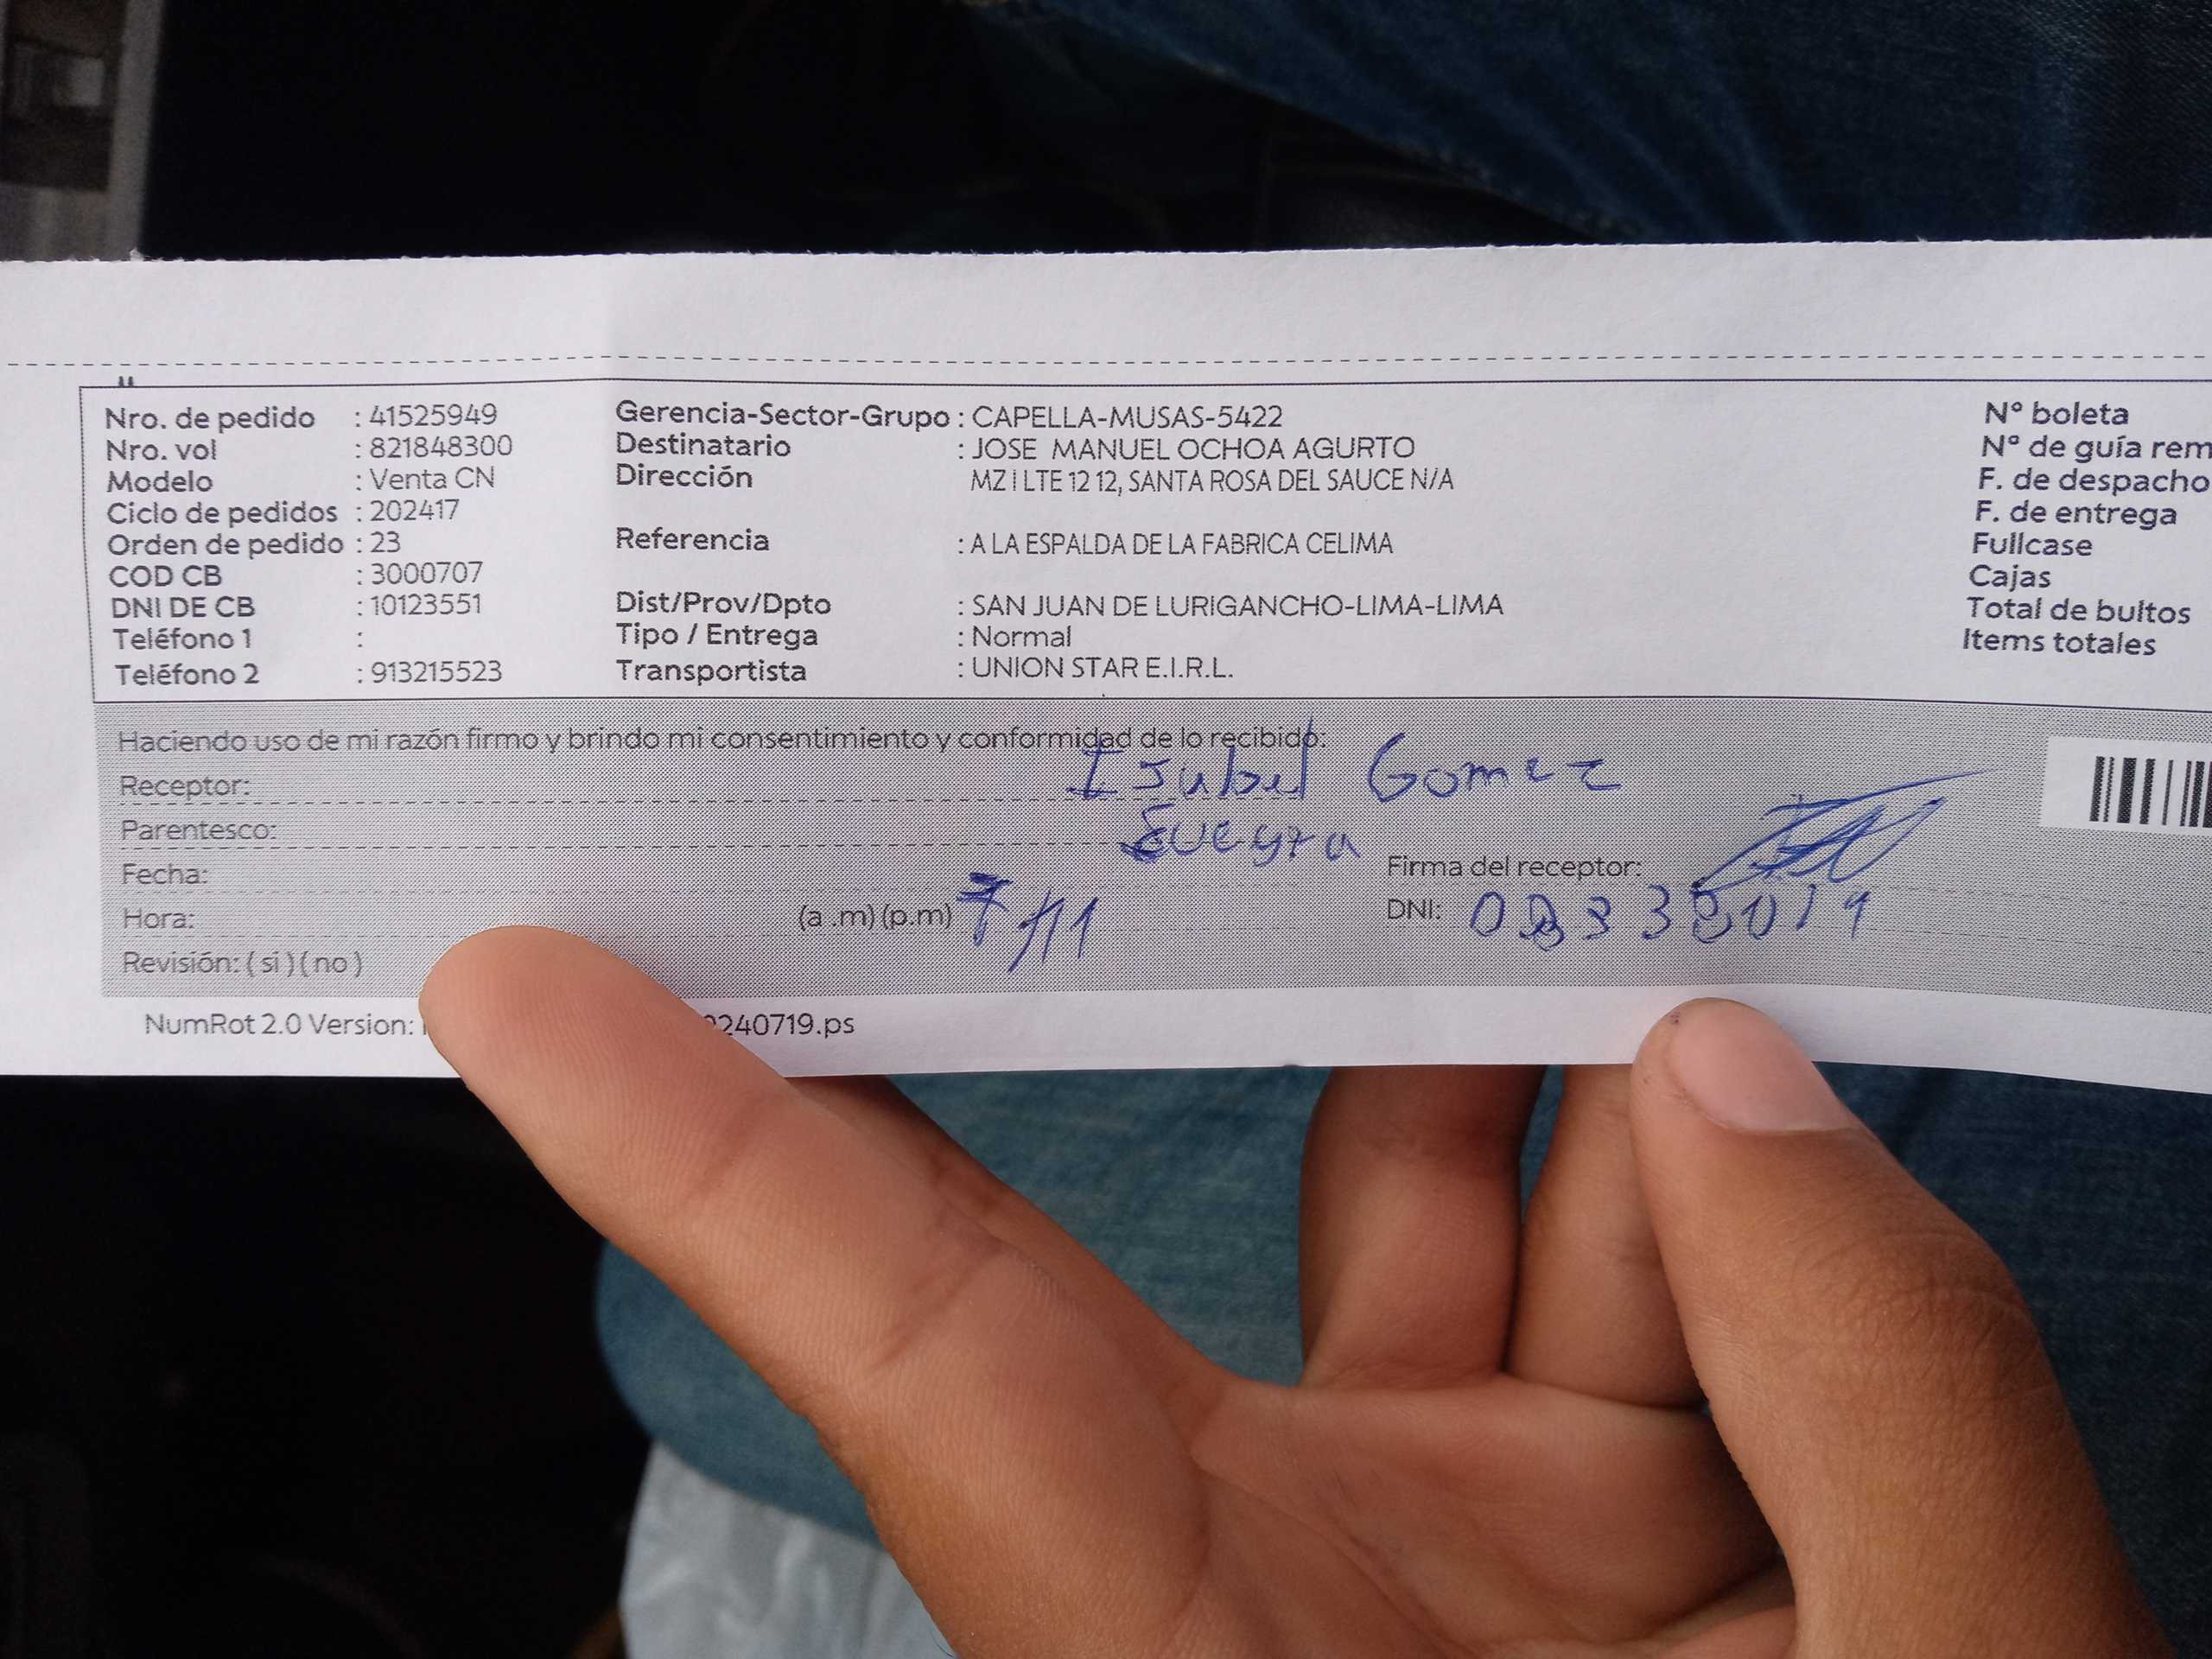 Nro. de pedido : 41525949 Gerencia-Sector-Grupo : CAPELLA-MUSAS-5422 N° boleta
Nro. vol : 821848300 Destinatario : JOSE MANUEL OCHOA AGURTO N° de guía rem
Modelo : Venta CN Dirección MZ I LTE 12 12, SANTA ROSA DEL SAUCE N/A F. de despacho
Ciclo de pedidos : 202417 F. de entrega
Orden de pedido : 23 Referencia : A LA ESPALDA DE LA FABRICA CELIMA Fullcase
COD CB : 3000707 Cajas
DNI DE CB : 10123551 Dist/Prov/Dpto : SAN JUAN DE LURIGANCHO-LIMA-LIMA Total de bultos
Teléfono 1 : Tipo / Entrega : Normal Items totales
Teléfono 2 : 913215523 Transportista : UNION STAR E.I.R.L.
Haciendo uso de mi razón firmo y brindo mi consentimiento y conformidad de lo recibido:
Receptor: Isabel Gomez
Parentesco: Suegra
Fecha: Firma del receptor:
Hora: (a .m) (p.m) 7/11 DNI:
Revisión: ( si ) ( no )
NumRot 2.0 Version: 0240719.ps